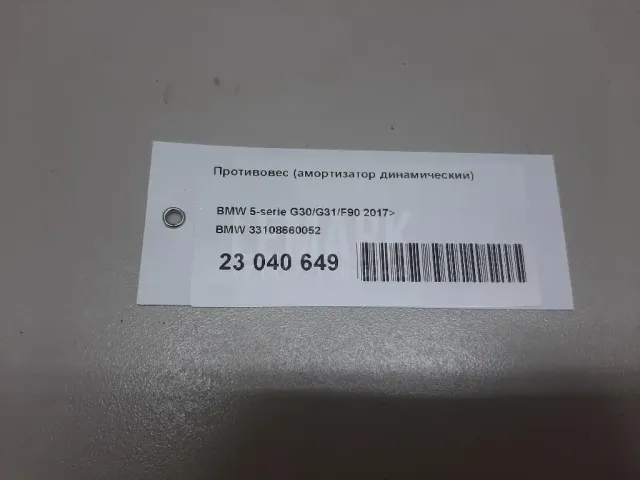 Противовес (амортизатор динамический)
BMW 5-serie G30/G31/F90 2017>
BMW 33108660052
23 040 649